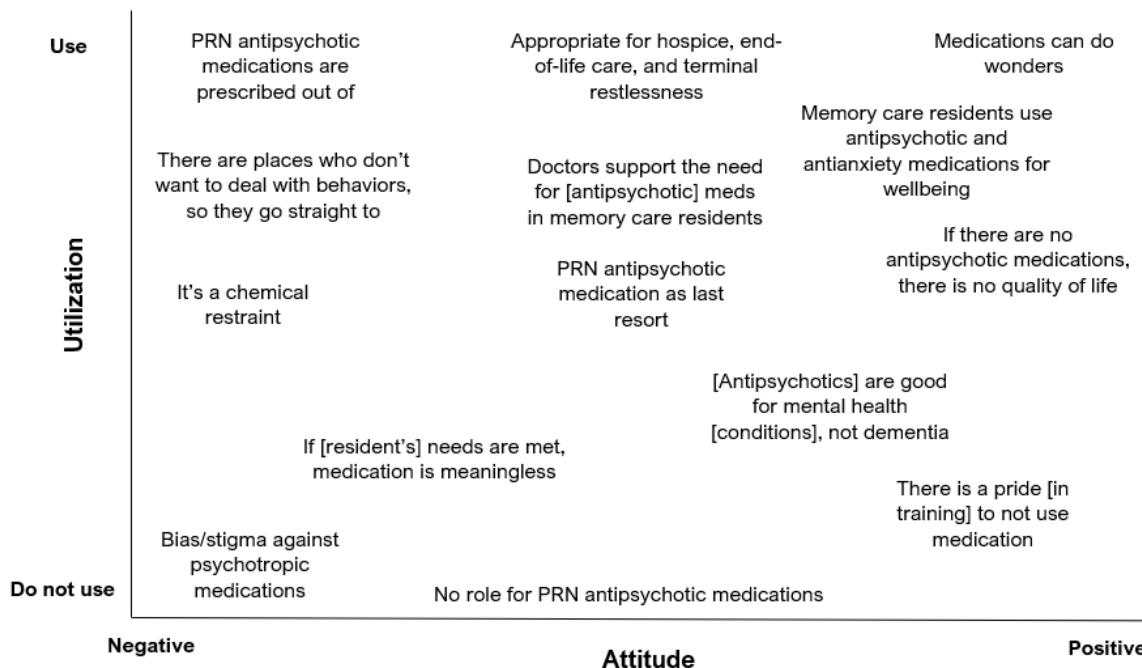 Use
PRN antipsychotic
medications are
prescribed out of
Appropriate for hospice, end-
of-life care, and terminal
restlessness
Medications can do
wonders
Memory care residents use
antipsychotic and
antianxiety medications for
wellbeing
There are places who don’t
want to deal with behaviors,
so they go straight to
Doctors support the need
for [antipsychotic] meds
in memory care residents
If there are no
antipsychotic medications,
there is no quality of life
Utilization
It’s a chemical
restraint
PRN antipsychotic
medication as last
resort
[Antipsychotics] are good
for mental health
[conditions], not dementia
If [resident’s] needs are met,
medication is meaningless
There is a pride [in
training] to not use
medication
Bias/stigma against
psychotropic
medications
Do not use
No role for PRN antipsychotic medications
Negative
Attitude
Positive